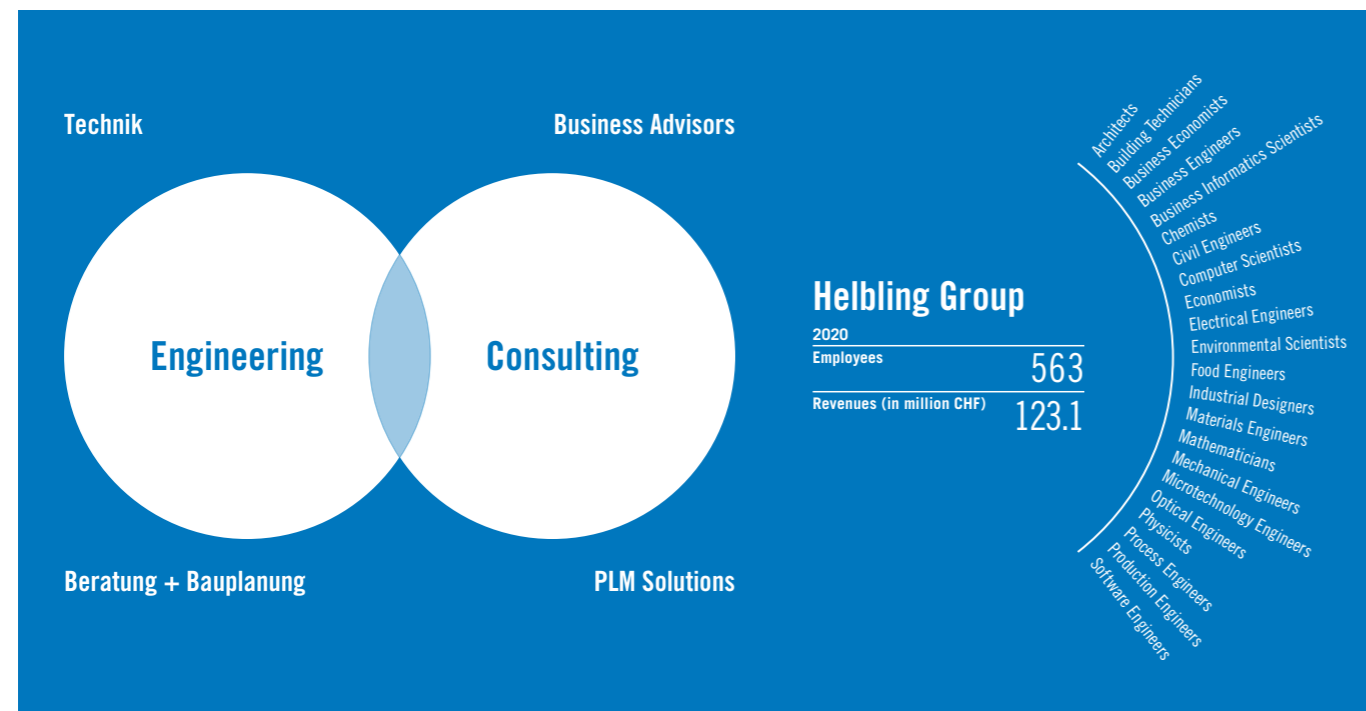 Technik
Business Advisors
Engineering
Consulting
Beratung + Bauplanung
PLM Solutions
Helbling Group
2020
Employees 563
Revenues (in million CHF) 123.1
Architects
Building Technicians
Business Economists
Business Engineers
Business Informatics Scientists
Chemists
Civil Engineers
Computer Scientists
Economists
Electrical Engineers
Environmental Scientists
Food Engineers
Industrial Designers
Materials Engineers
Mathematicians
Mechanical Engineers
Microtechnology Engineers
Optical Engineers
Physicists
Process Engineers
Production Engineers
Software Engineers